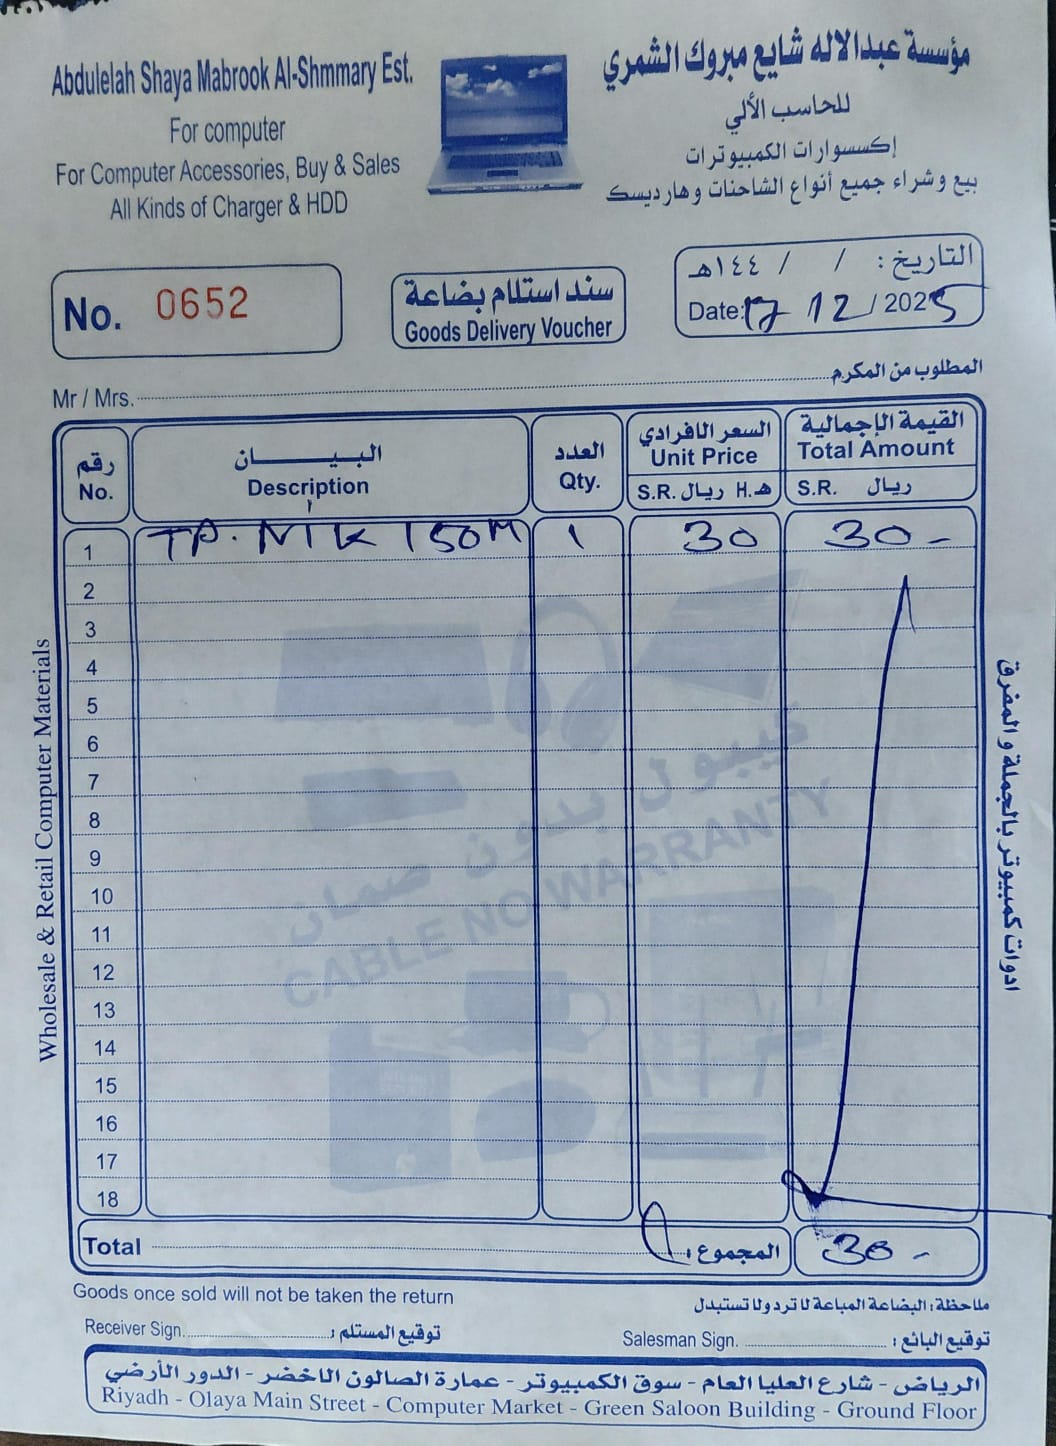 Abdulelah Shaya Mabrook Al-Shmmary Est.
For computer
For Computer Accessories, Buy & Sales
All Kinds of Charger & HDD
مؤسسة عبدالاله شايع مبروك الشمري
للحاسب الألي
إكسسوارات الكمبيوترات
بيع وشراء جميع أنواع الشاحنات وهارديسك
No. 0652
سند استلام بضاعة
Goods Delivery Voucher
التاريخ : / / ١٤٤هـ
Date: 17 12 / 2025
المطلوب من المكرم
Mr / Mrs.
رقم البيـــــان العدد السعر الافرادي القيمة الإجمالية
No. Description Qty. Unit Price Total Amount
S.R. ريال H. هـ S.R. ريال
1 150M 1 30 30-
2
3
4
5
6
7
8
9
10
11
12
13
14
15
16
17
18
كيبول بدون ضمان
CABLE NO WARRANTY
Wholesale & Retail Computer Materials
ادوات كمبيوتر بالجملة و المفرق
Total المجموع : 30-
Goods once sold will not be taken the return
ملاحظة : البضاعة المباعة لا ترد ولا تستبدل
Receiver Sign. توقيع المستلم :
Salesman Sign. توقيع البائع :
الرياض - شارع العليا العام - سوق الكمبيوتر - عمارة الصالون الاخضر - الدور الأرضي
Riyadh - Olaya Main Street - Computer Market - Green Saloon Building - Ground Floor